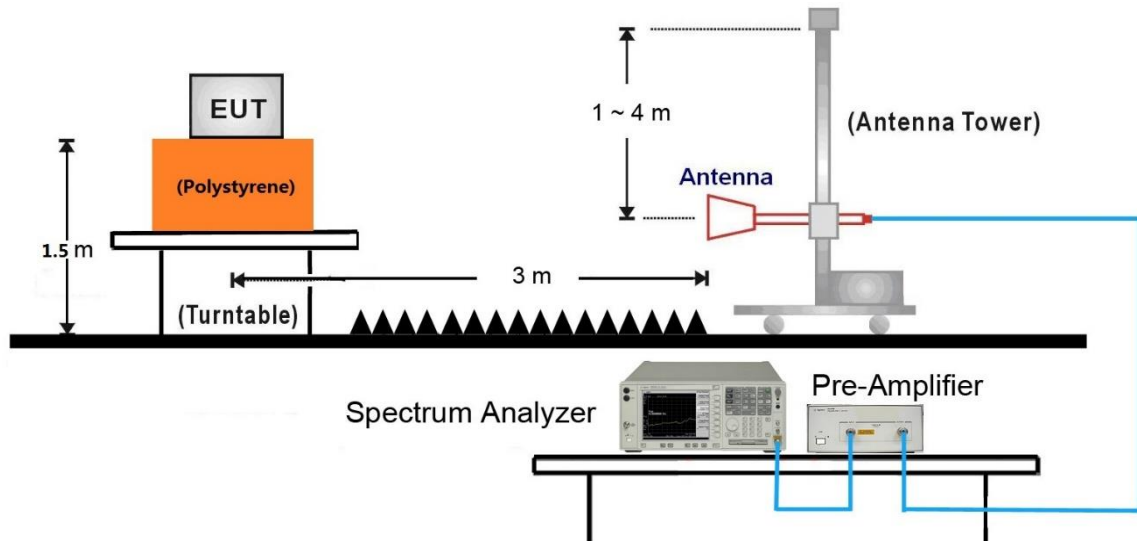 EUT
1 ~ 4 m
(Antenna Tower)
(Polystyrene)
Antenna
1.5 m
3 m
(Turntable)
Spectrum Analyzer
Pre-Amplifier